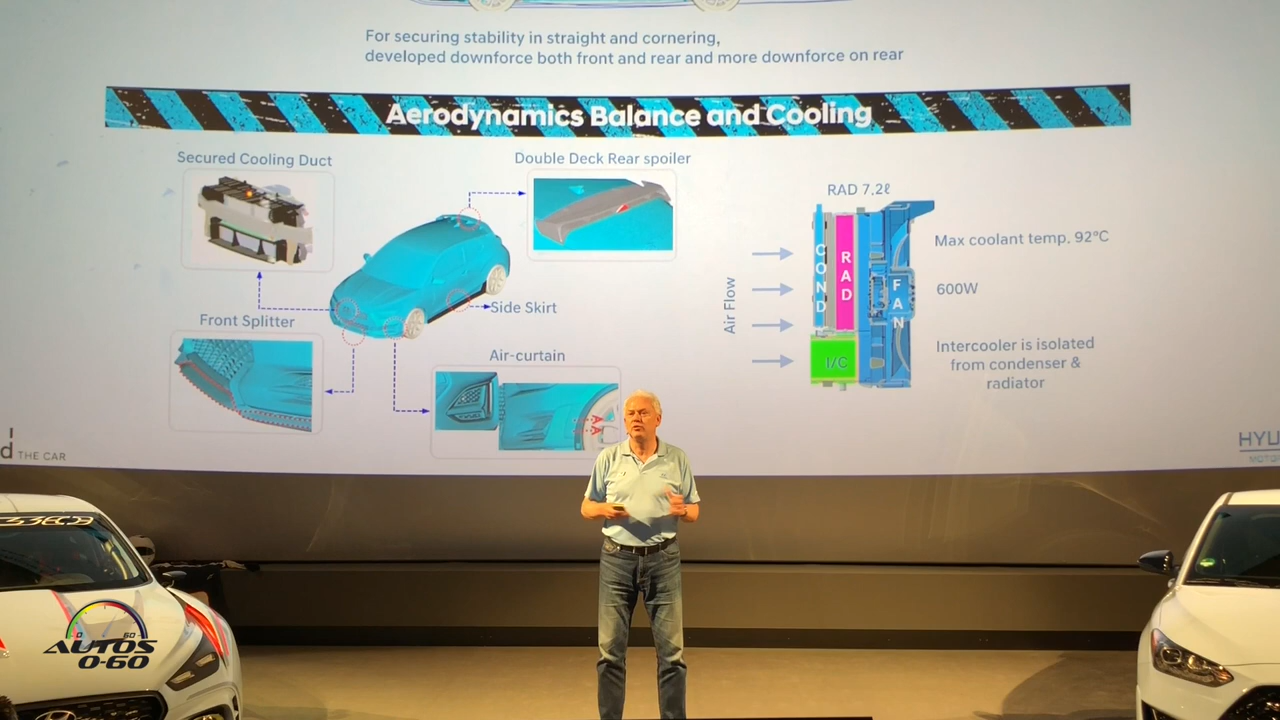 For securing stability in straight and cornering,
developed downforce both front and rear and more downforce on rear
Aerodynamics Balance and Cooling
Secured Cooling Duct
Double Deck Rear spoiler
RAD 7.2ℓ
Max coolant temp. 92°C
COND
RAD
FAN
600W
Air Flow
Side Skirt
Front Splitter
Air-curtain
I/C
Intercooler is isolated
from condenser &
radiator
d THE CAR
HYU
MOTO
0 60
AUTOS
0-60